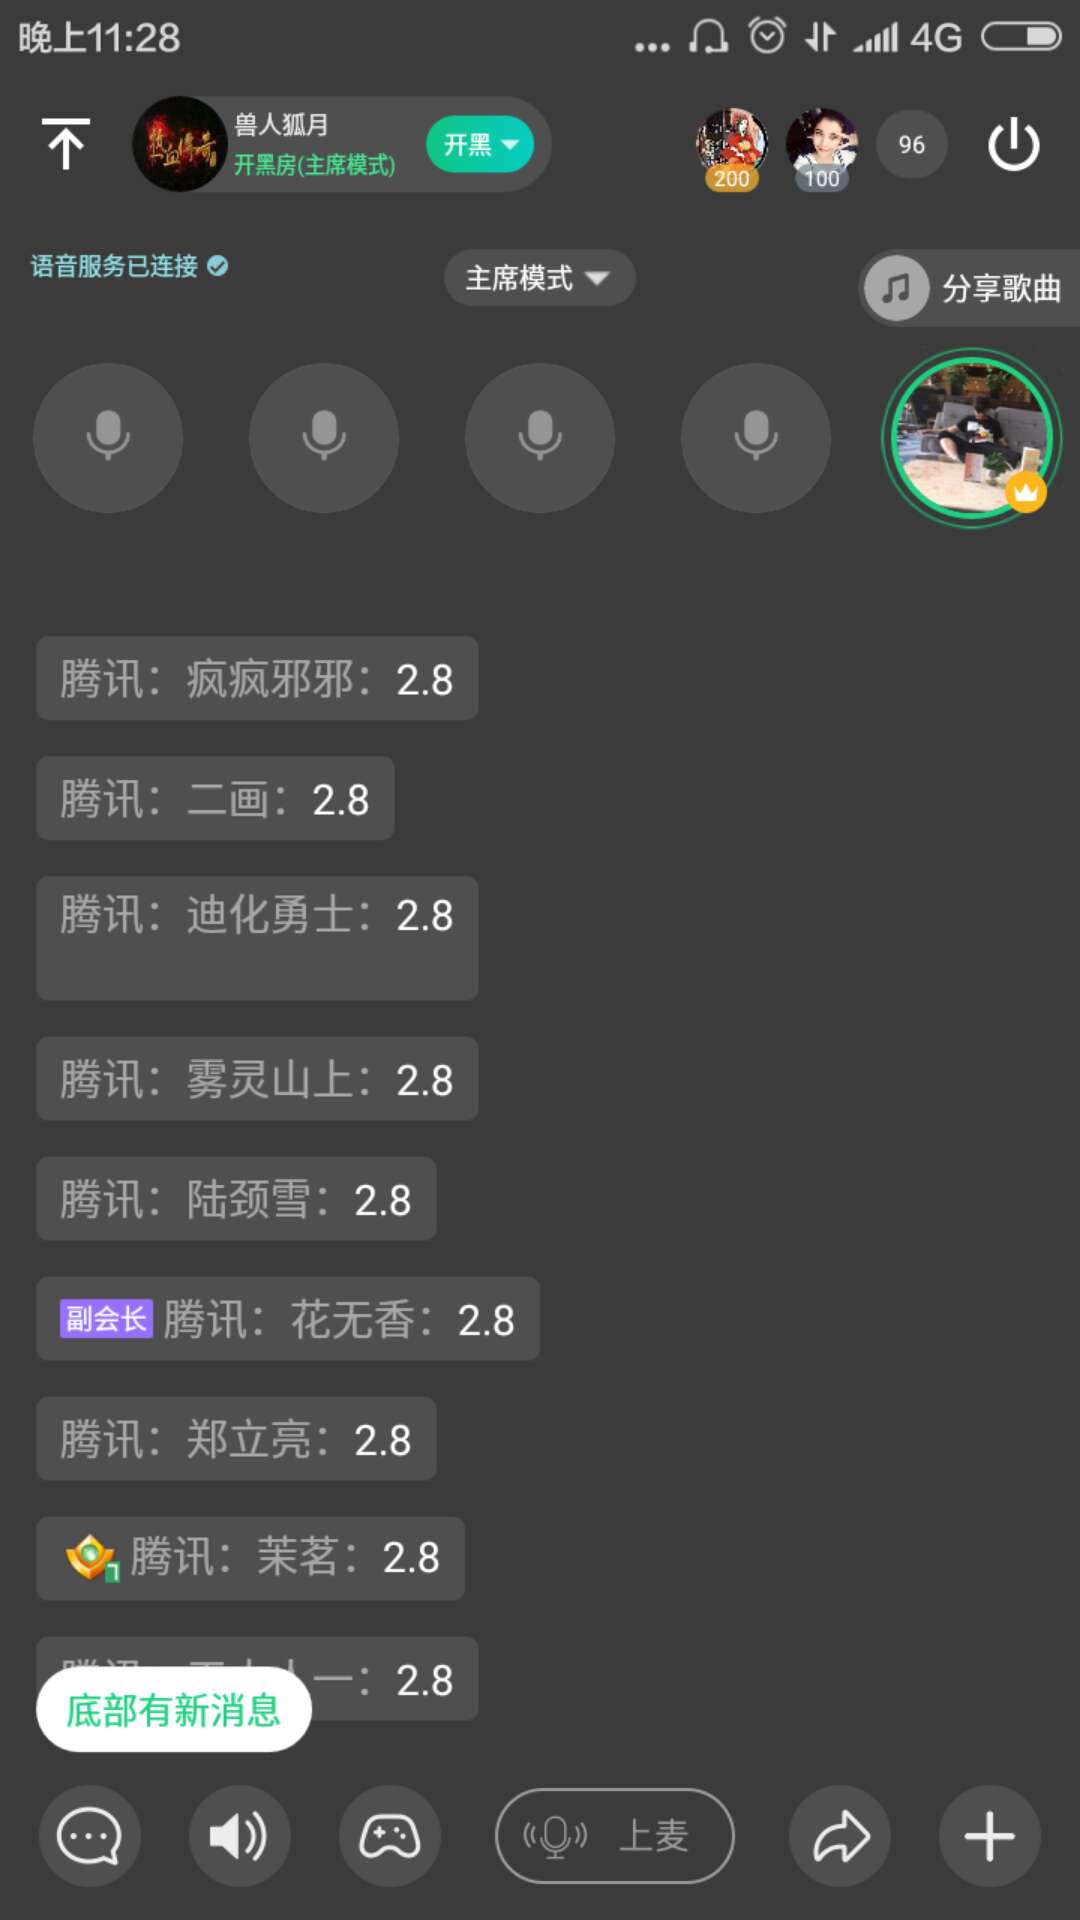 晚上11:28
4G
热血传奇
兽人狐月
开黑房(主席模式)
开黑
200
100
96
语音服务已连接
主席模式
分享歌曲
腾讯：疯疯邪邪：2.8
腾讯：二画：2.8
腾讯：迪化勇士：2.8
腾讯：雾灵山上：2.8
腾讯：陆颈雪：2.8
副会长 腾讯：花无香：2.8
腾讯：郑立亮：2.8
7 腾讯：茉茗：2.8
一：2.8
底部有新消息
上麦